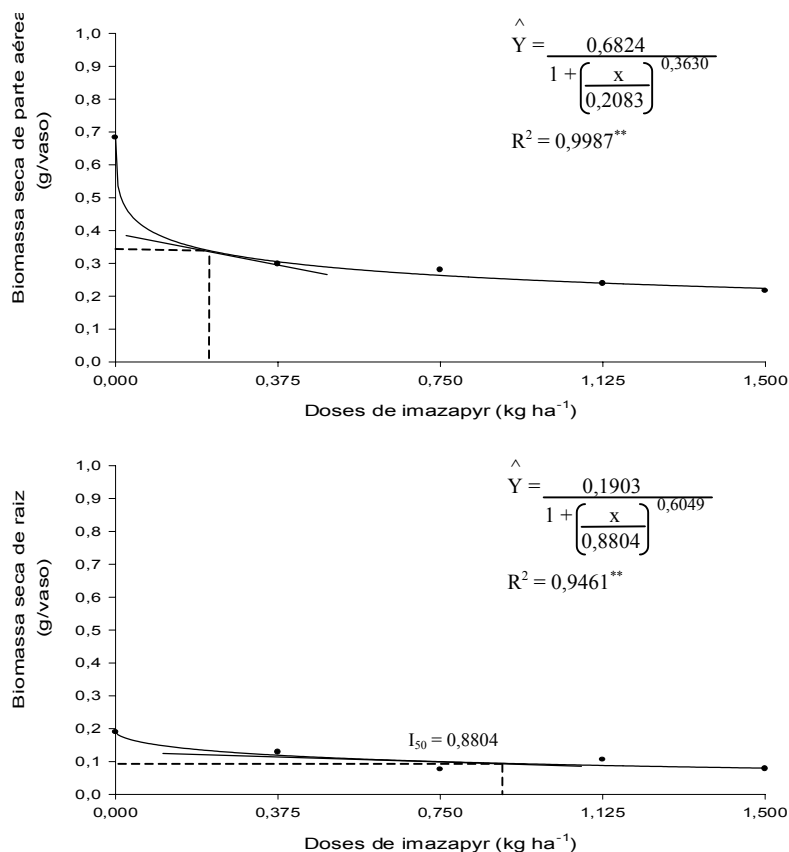 Biomassa seca de parte aérea
(g/vaso)
1,0
0,9
0,8
0,7
0,6
0,5
0,4
0,3
0,2
0,1
0,0
0,000 0,375 0,750 1,125 1,500
Doses de imazapyr (kg ha⁻¹)
^
Y = 0,6824
1 + (x / 0,2083)^0,3630
R² = 0,9987**
Biomassa seca de raiz
(g/vaso)
1,0
0,9
0,8
0,7
0,6
0,5
0,4
0,3
0,2
0,1
0,0
0,000 0,375 0,750 1,125 1,500
Doses de imazapyr (kg ha⁻¹)
^
Y = 0,1903
1 + (x / 0,8804)^0,6049
R² = 0,9461**
I₅₀ = 0,8804